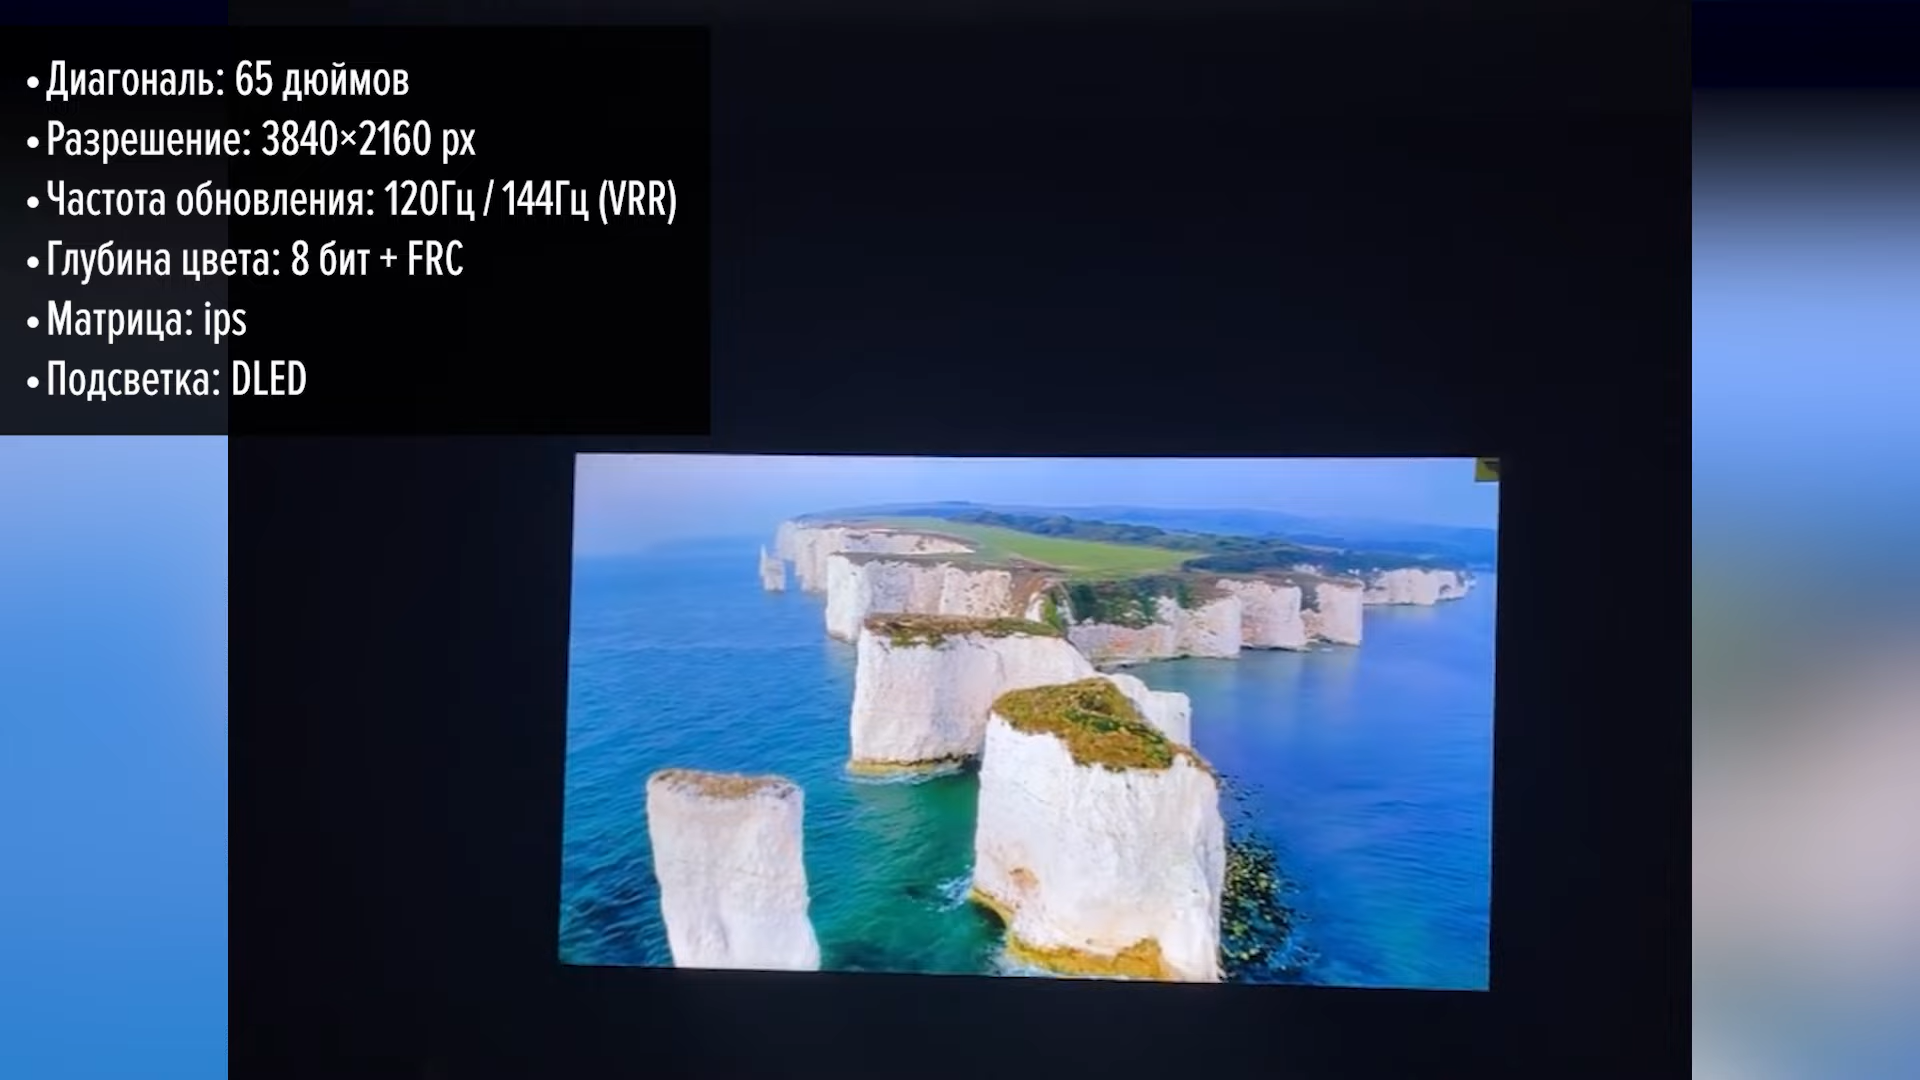 • Диагональ: 65 дюймов
• Разрешение: 3840×2160 px
• Частота обновления: 120Гц / 144Гц (VRR)
• Глубина цвета: 8 бит + FRC
• Матрица: ips
• Подсветка: DLED